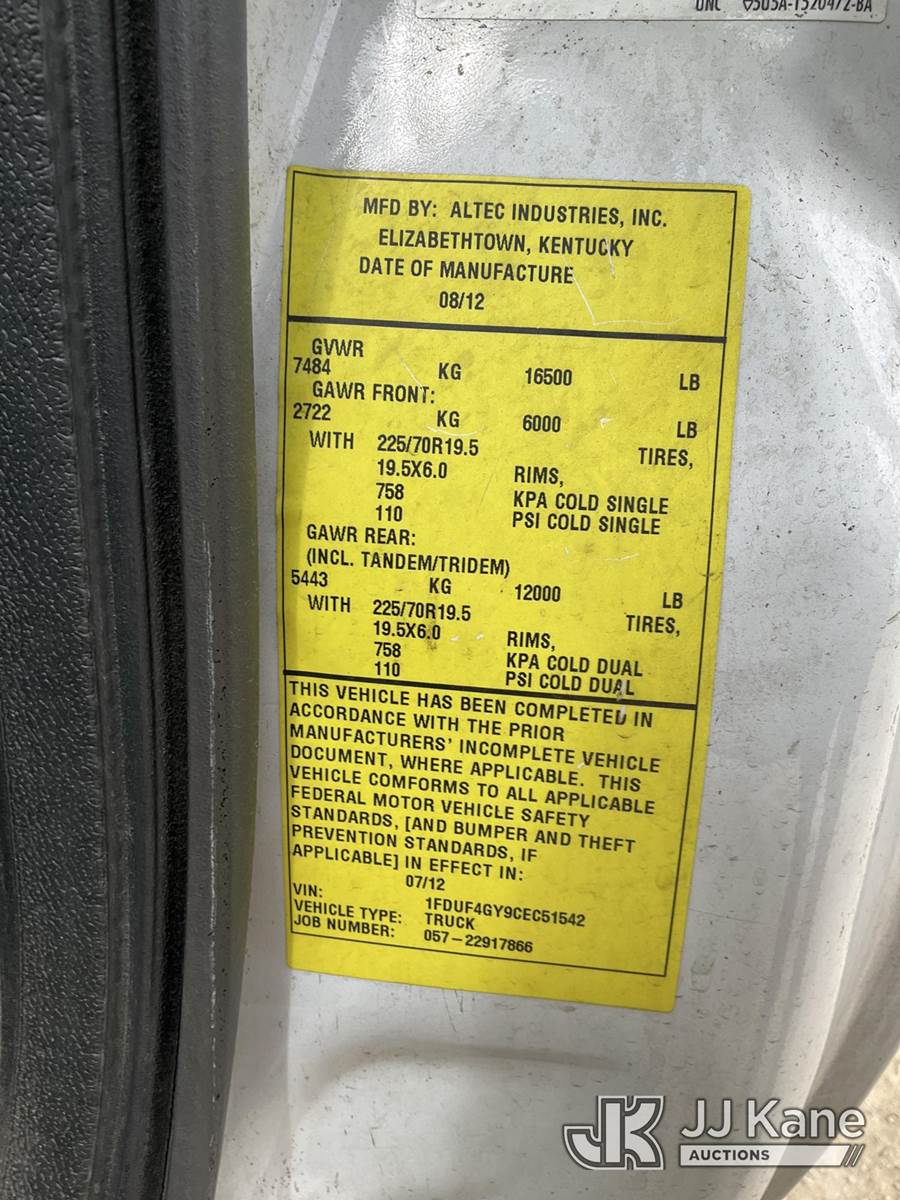 UNC 5U5A-1520472-BA
MFD BY: ALTEC INDUSTRIES, INC.
ELIZABETHTOWN, KENTUCKY
DATE OF MANUFACTURE
08/12
GVWR
7484 KG 16500 LB
GAWR FRONT:
2722 KG 6000 LB
WITH 225/70R19.5 TIRES,
19.5X6.0 RIMS,
758 KPA COLD SINGLE
110 PSI COLD SINGLE
GAWR REAR:
(INCL. TANDEM/TRIDEM)
5443 KG 12000 LB
WITH 225/70R19.5 TIRES,
19.5X6.0 RIMS,
758 KPA COLD DUAL
110 PSI COLD DUAL
THIS VEHICLE HAS BEEN COMPLETED IN
ACCORDANCE WITH THE PRIOR
MANUFACTURERS' INCOMPLETE VEHICLE
DOCUMENT, WHERE APPLICABLE. THIS
VEHICLE COMFORMS TO ALL APPLICABLE
FEDERAL MOTOR VEHICLE SAFETY
STANDARDS, [AND BUMPER AND THEFT
PREVENTION STANDARDS, IF
APPLICABLE] IN EFFECT IN:
07/12
VIN: 1FDUF4GY9CEC51542
VEHICLE TYPE: TRUCK
JOB NUMBER: 057-22917866
JK JJ Kane
AUCTIONS